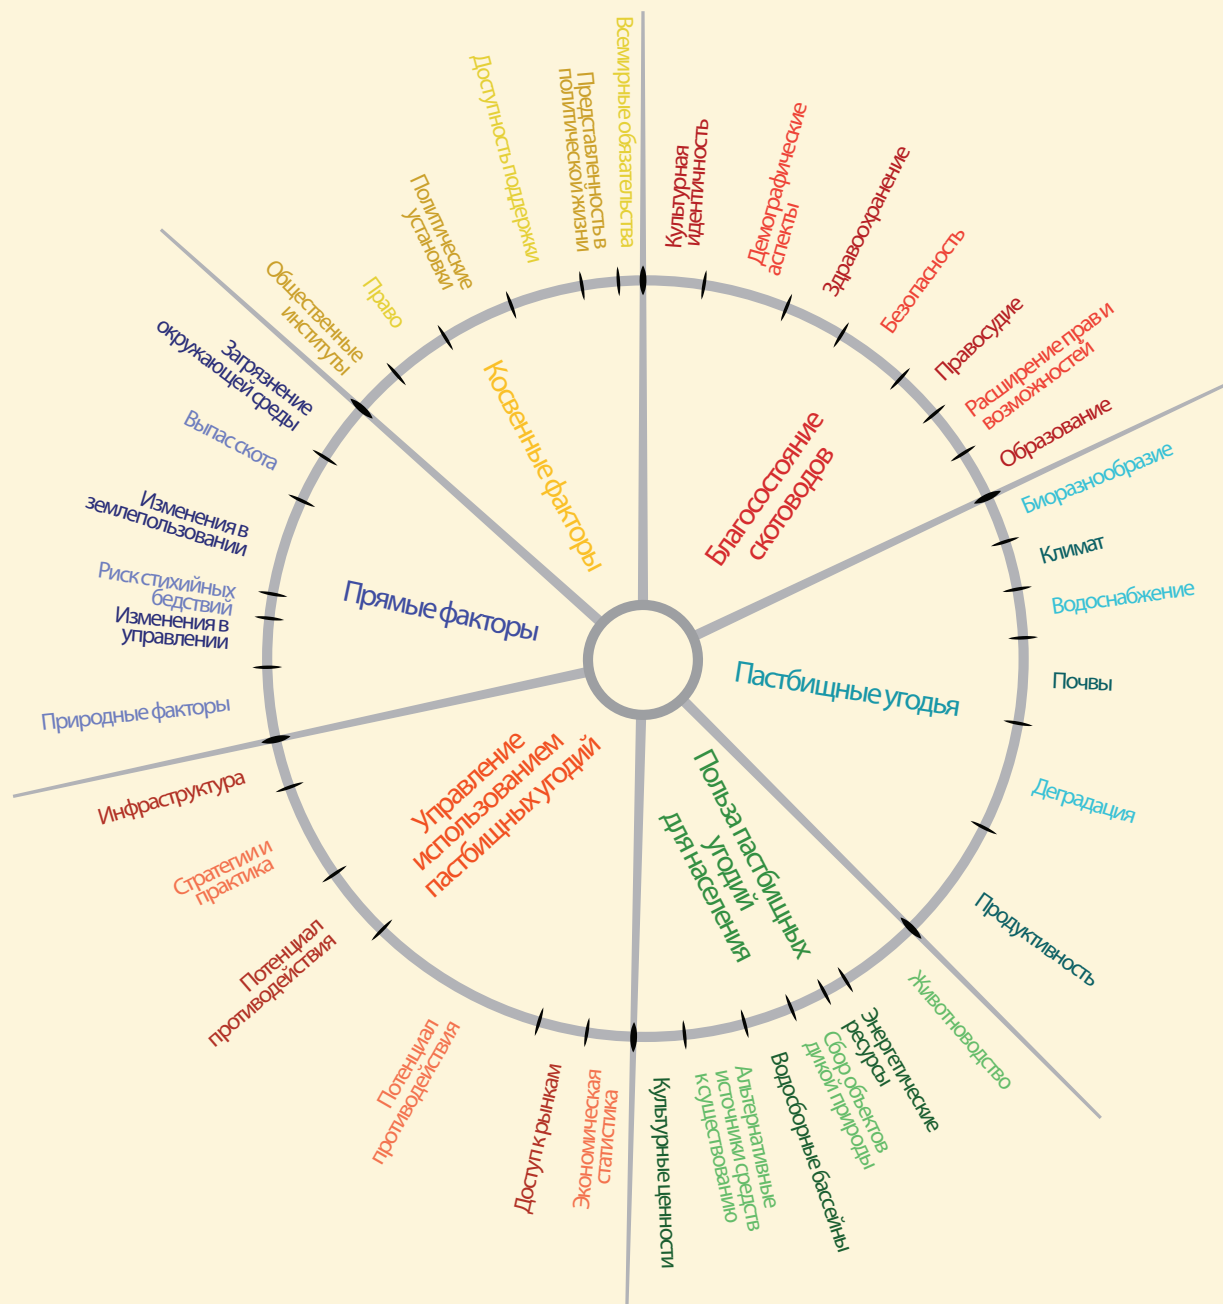 Всемирные обязательства
Представленность в
политической жизни
Доступность поддержки
Политические
установки
Право
Общественные
институты
Косвенные факторы
Культурная
идентичность
Демографические
аспекты
Здравоохранение
Безопасность
Правосудие
Расширение прав и
возможностей
Образование
Благосостояние
скотоводов
Биоразнообразие
Климат
Водоснабжение
Почвы
Деградация
Продуктивность
Пастбищные угодья
Животноводство
Энергетические
ресурсы
Сбор объектов
дикой природы
Водосборные бассейны
Альтернативные
источники средств
к существованию
Культурные ценности
Польза пастбищных
угодий
для населения
Экономическая
статистика
Доступ к рынкам
Потенциал
противодействия
Потенциал
противодействия
Стратегии и
практика
Инфраструктура
Управление
использованием
пастбищных угодий
Природные факторы
Изменения в
управлении
Риск стихийных
бедствий
Изменения в
землепользовании
Выпас скота
Загрязнение
окружающей среды
Прямые факторы